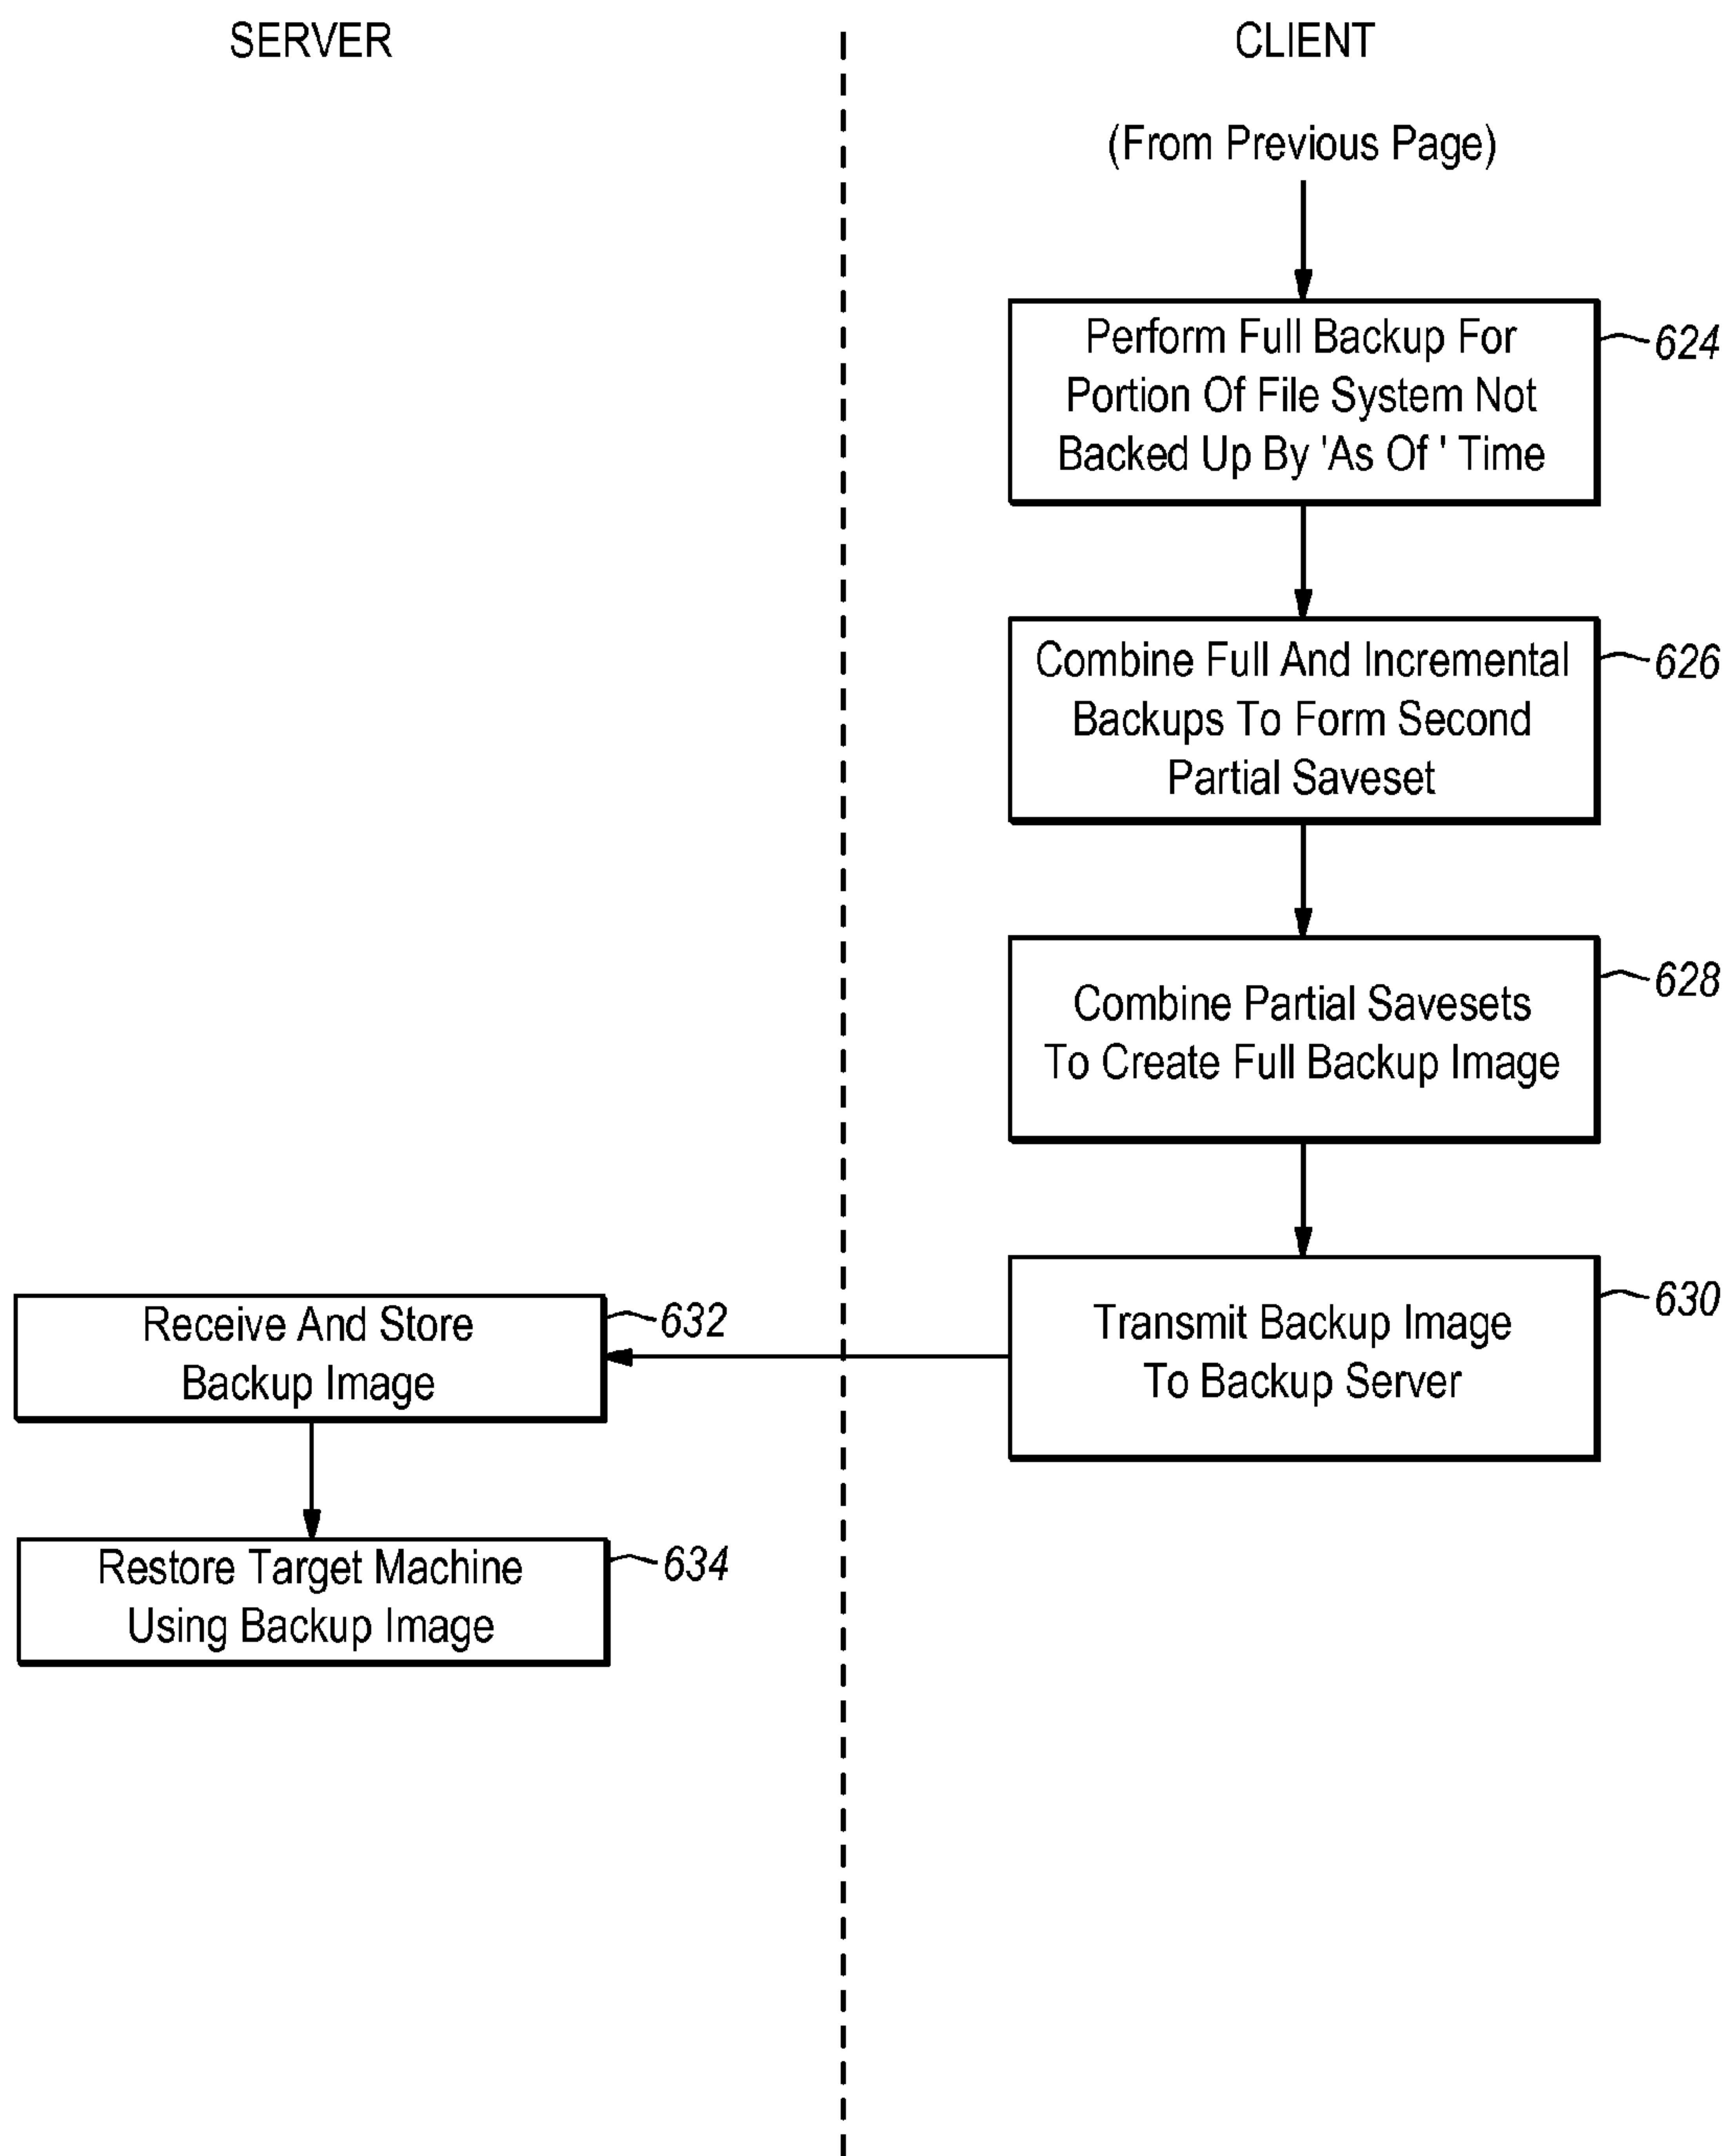 SERVER
CLIENT
(From Previous Page)
Perform Full Backup For
Portion Of File System Not
Backed Up By 'As Of ' Time
624
Combine Full And Incremental
Backups To Form Second
Partial Saveset
626
Combine Partial Savesets
To Create Full Backup Image
628
Transmit Backup Image
To Backup Server
630
Receive And Store
Backup Image
632
Restore Target Machine
Using Backup Image
634